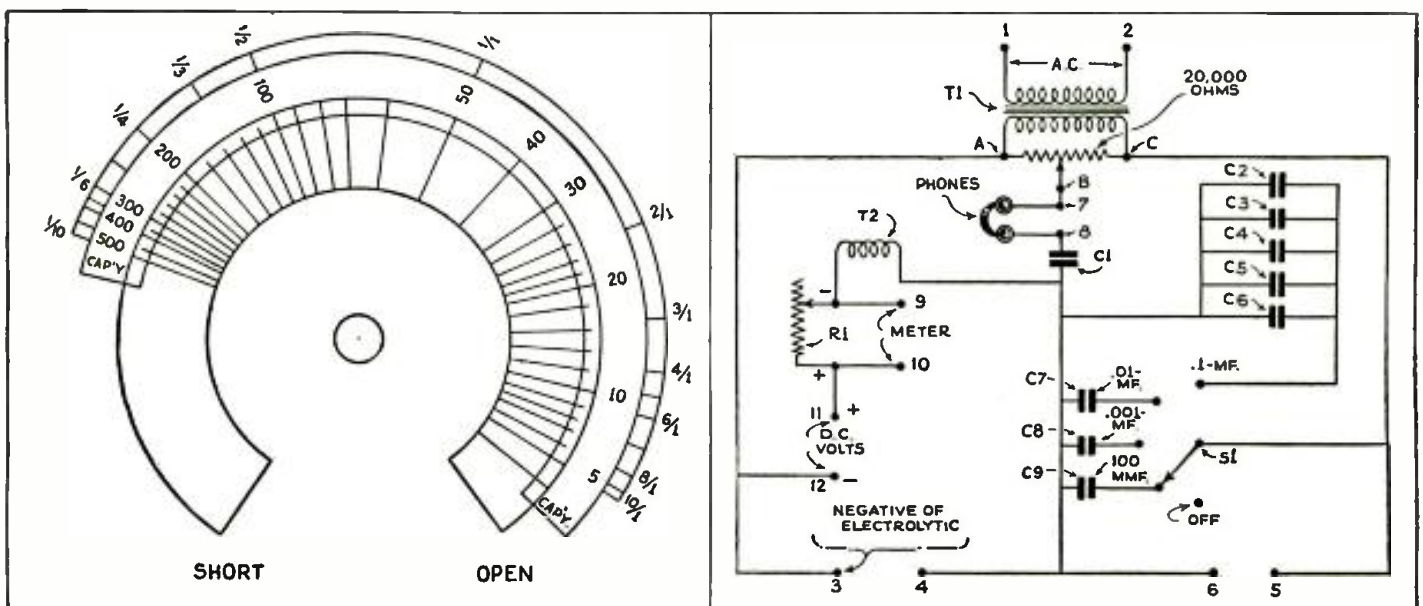 1/10
1/6
1/4
1/3
1/2
1/1
2/1
3/1
4/1
6/1
8/1
10/1
CAP'Y
500
400
300
200
100
50
40
30
20
10
5
CAP'Y.
SHORT
OPEN
1
2
A.C.
T1
20,000
OHMS
A
C
B
7
PHONES
8
C1
T2
C2
C3
C4
C5
C6
-
9
R1
METER
+
10
11
+
D.C.
VOLTS
12
-
C7
.01-
MF.
.1-MF.
C8
.001-
MF.
C9
100
MMF.
S1
OFF
NEGATIVE OF
ELECTROLYTIC
3
4
6
5